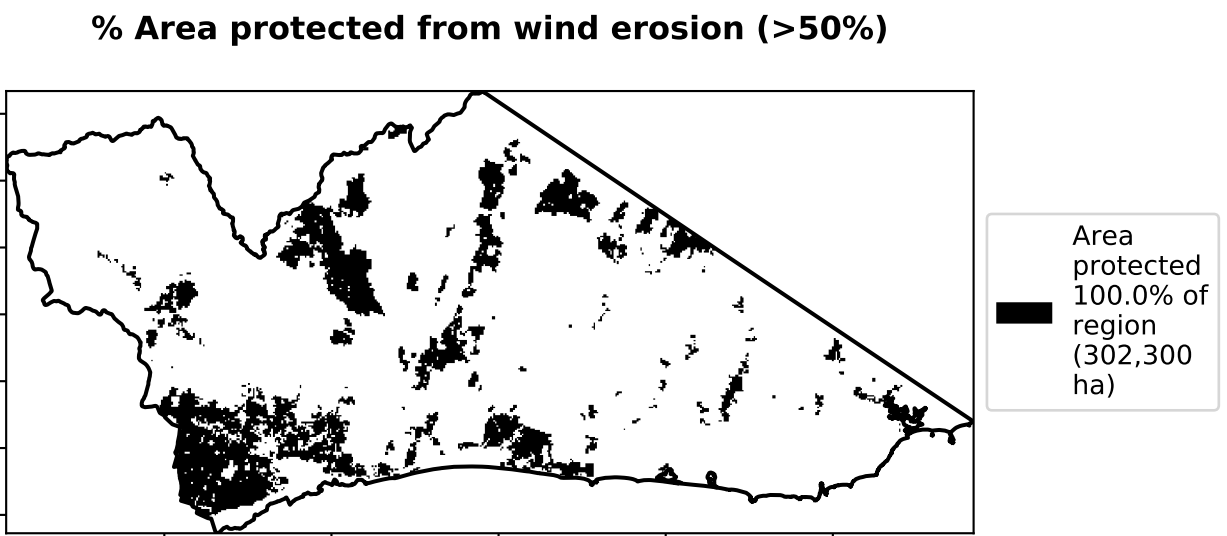 % Area protected from wind erosion (>50%)
Area
protected
100.0% of
region
(302,300
ha)